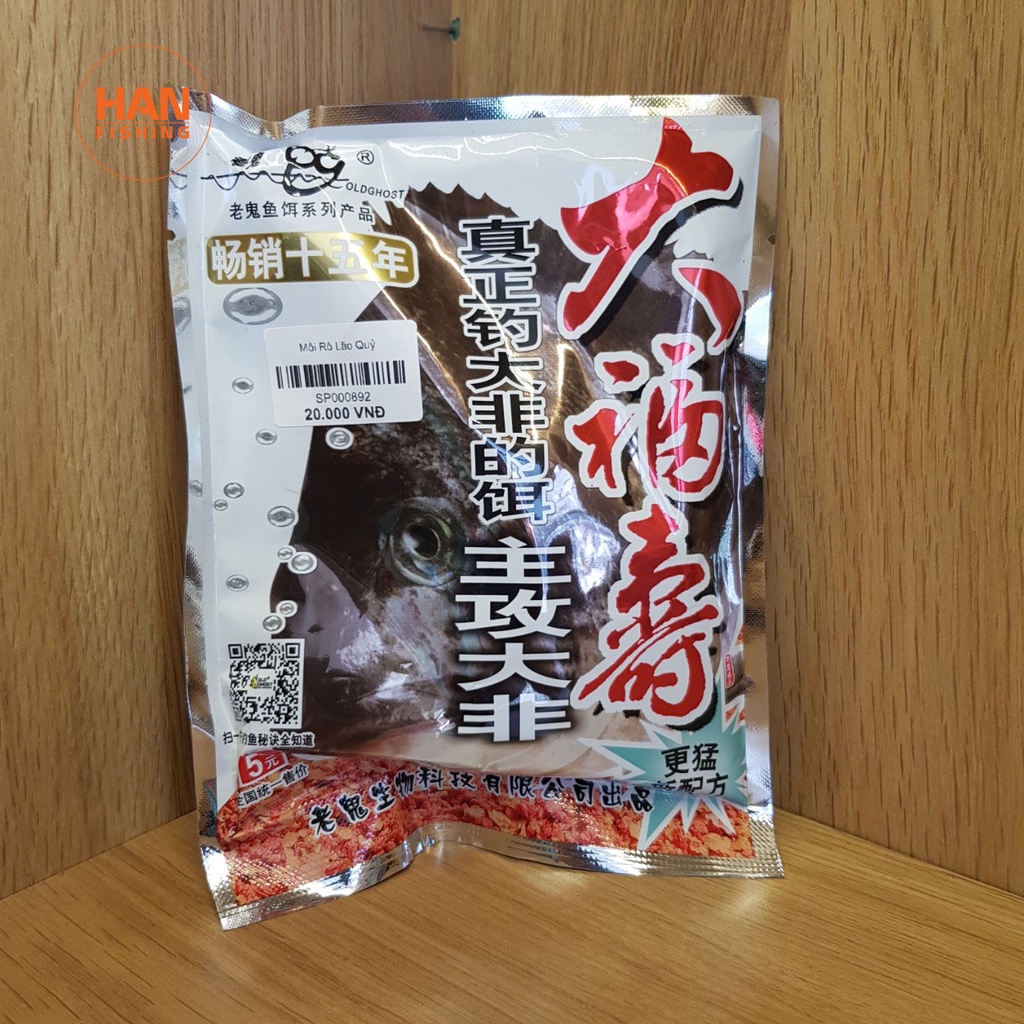 HAN
FISHING
®
OLDGHOST
老鬼鱼饵系列产品
畅销十五年
Mồi Rô Lão Quỷ
SP000892
20.000 VNĐ
真正钓大非的饵
主攻大非
六福寿
扫一
钓鱼秘诀全知道
5元
全国统一售价
更猛
新配方
老鬼生物科技有限公司出品